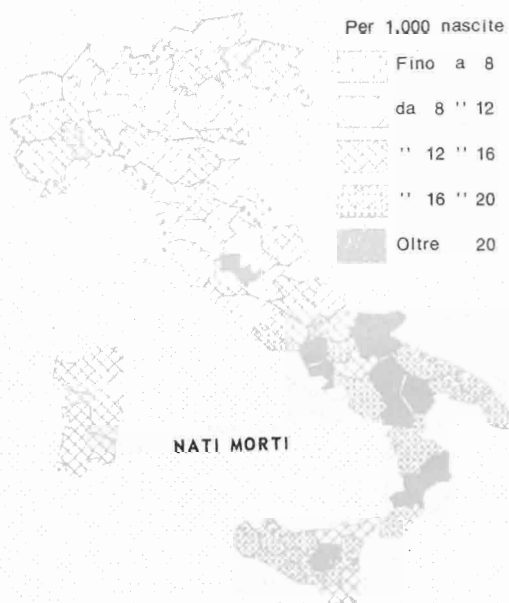 Per 1.000 nascite
Fino a 8
da 8 '' 12
'' 12 '' 16
'' 16 '' 20
Oltre 20
NATI MORTI